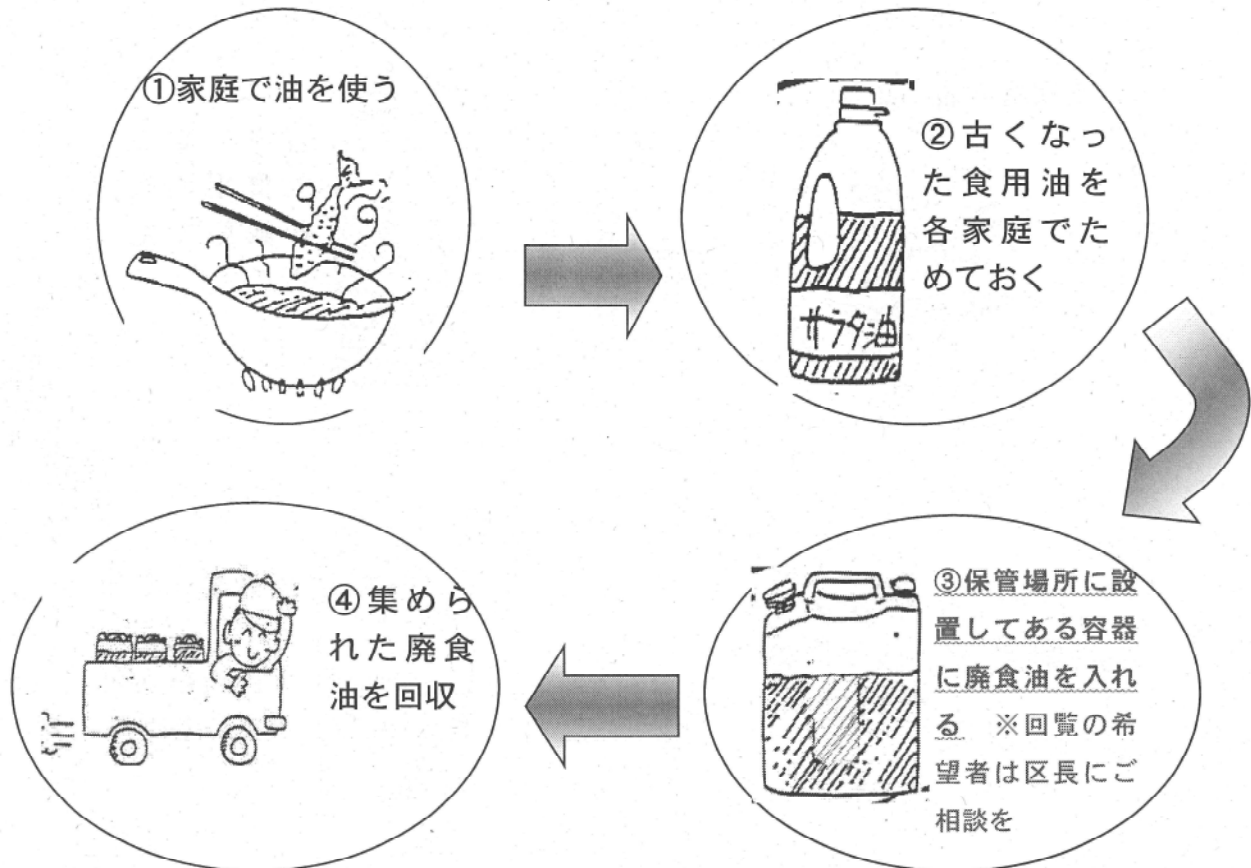 ①家庭で油を使う
②古くなっ
た食用油を
各家庭でた
めておく
サラダ油
③保管場所に設
置してある容器
に廃食油を入れ
る　※回覧の希
望者は区長にご
相談を
④集めら
れた廃食
油を回収